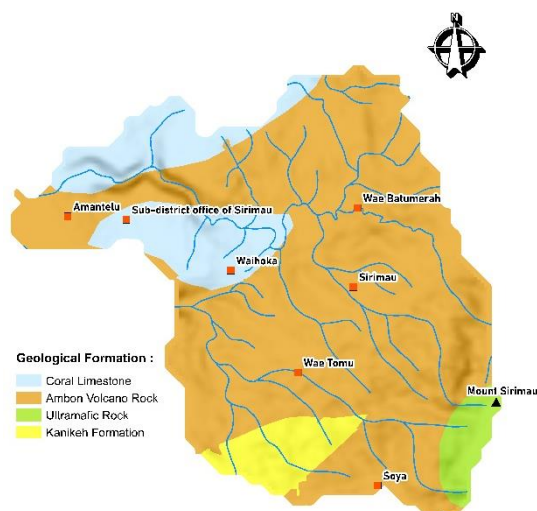 N
Amantelu
Sub-district office of Sirimau
Wae Batumerah
Waihoka
Sirimau
Wae Tomu
Mount Sirimau
Soya
Geological Formation :
Coral Limestone
Ambon Volcano Rock
Ultramafic Rock
Kanikeh Formation